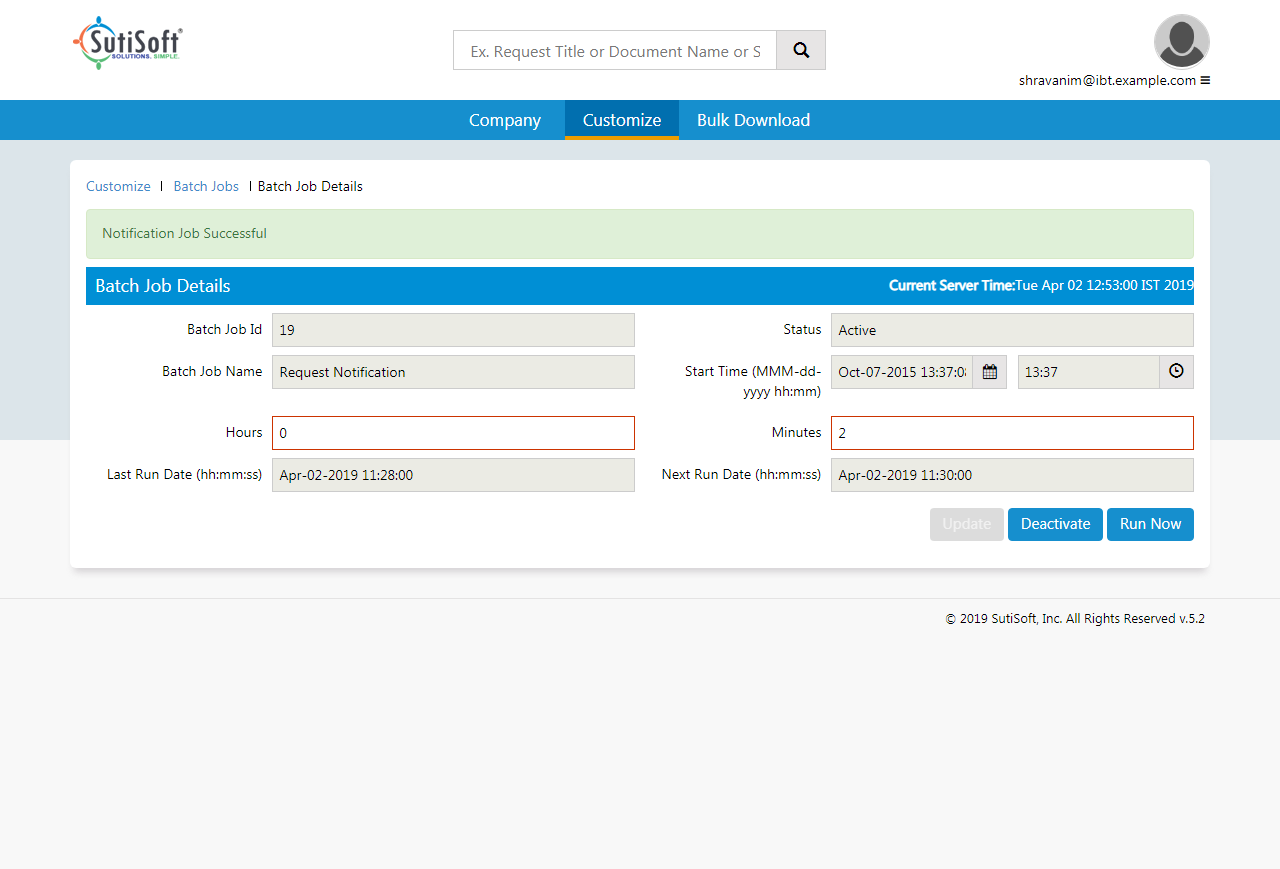 SutiSoft®
SOLUTIONS. SIMPLE.
Ex. Request Title or Document Name or S
shravanim@ibt.example.com
Company Customize Bulk Download
Customize | Batch Jobs | Batch Job Details
Notification Job Successful
Batch Job Details Current Server Time:Tue Apr 02 12:53:00 IST 2019
Batch Job Id 19 Status Active
Batch Job Name Request Notification Start Time (MMM-dd-yyyy hh:mm) Oct-07-2015 13:37:08 13:37
Hours 0 Minutes 2
Last Run Date (hh:mm:ss) Apr-02-2019 11:28:00 Next Run Date (hh:mm:ss) Apr-02-2019 11:30:00
Update Deactivate Run Now
© 2019 SutiSoft, Inc. All Rights Reserved v.5.2